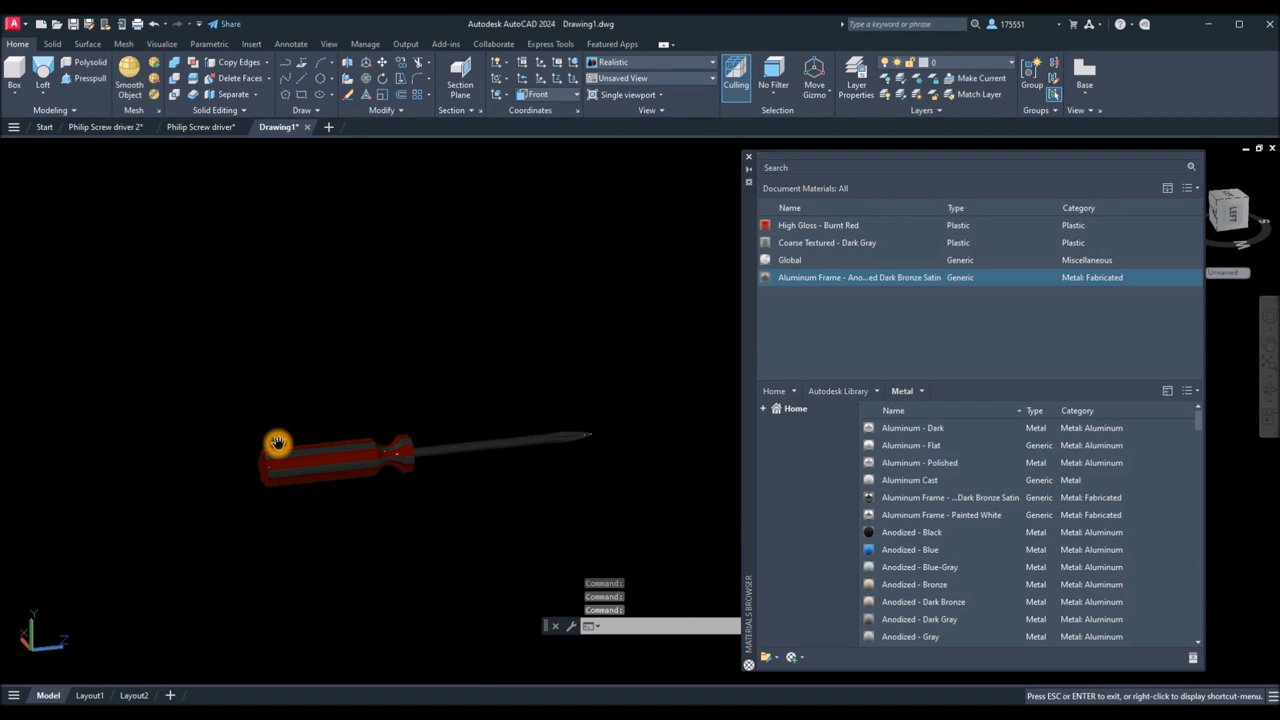 Share
Autodesk AutoCAD 2024 Drawing1.dwg
Type a keyword or phrase
175551
Home Solid Surface Mesh Visualize Parametric Insert Annotate View Manage Output Add-ins Collaborate Express Tools Featured Apps
Box
Loft
Polysolid
Presspull
Modeling
Smooth
Object
Mesh
Copy Edges
Delete Faces
Separate
Solid Editing
Draw
Modify
Section
Plane
Section
Front
Coordinates
Realistic
Unsaved View
Single viewport
View
Culling
No Filter
Move
Gizmo
Selection
Layer
Properties
0
Make Current
Match Layer
Layers
Group
Groups
Base
View
Start Philip Screw driver 2* Philip Screw driver* Drawing1*
Search
Document Materials: All
Name Type Category
High Gloss - Burnt Red Plastic Plastic
Coarse Textured - Dark Gray Plastic Plastic
Global Generic Miscellaneous
Aluminum Frame - Ano...ed Dark Bronze Satin Generic Metal: Fabricated
LEFT
Unnamed
Home Autodesk Library Metal
Home
Name Type Category
Aluminum - Dark Metal Metal: Aluminum
Aluminum - Flat Generic Metal: Aluminum
Aluminum - Polished Metal Metal: Aluminum
Aluminum Cast Generic Metal
Aluminum Frame - ...Dark Bronze Satin Generic Metal: Fabricated
Aluminum Frame - Painted White Generic Metal: Fabricated
Anodized - Black Metal Metal: Aluminum
Anodized - Blue Metal Metal: Aluminum
Anodized - Blue-Gray Metal Metal: Aluminum
Anodized - Bronze Metal Metal: Aluminum
Anodized - Dark Bronze Metal Metal: Aluminum
Anodized - Dark Gray Metal Metal: Aluminum
Anodized - Gray Metal Metal: Aluminum
MATERIALS BROWSER
Command:
Command:
Command:
Y
X
Z
Model Layout1 Layout2
Press ESC or ENTER to exit, or right-click to display shortcut-menu.